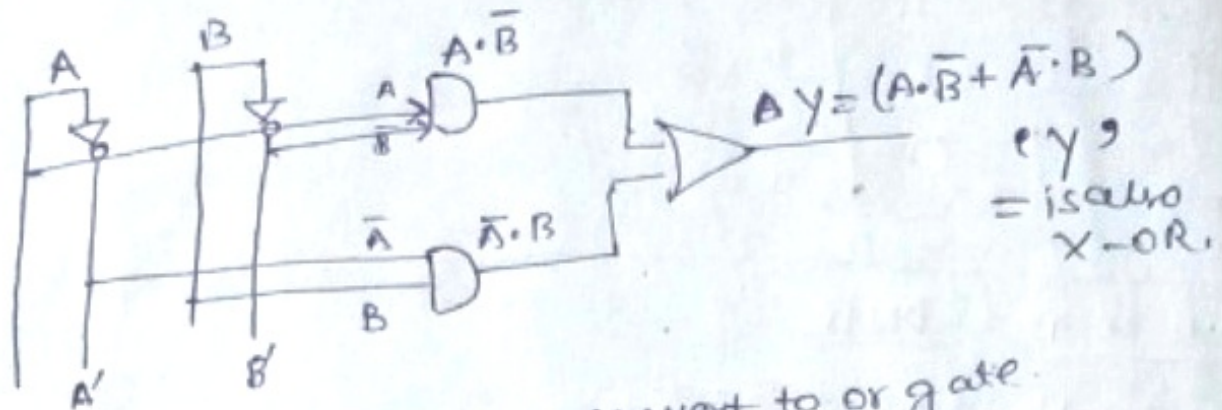 A
B
A·B̅
A
B̅
A Y = (A·B̅ + A̅·B)
'Y'
= is also
X-OR.
A̅
A̅·B
B
A'
B'
to or gate.